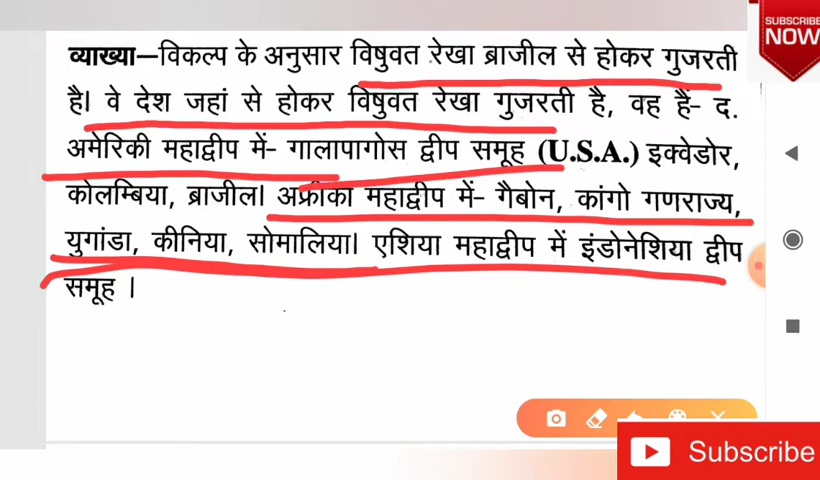 SUBSCRIBE
NOW
व्याख्या—विकल्प के अनुसार विषुवत रेखा ब्राजील से होकर गुजरती
है। वे देश जहां से होकर विषुवत रेखा गुजरती है, वह हैं- द.
अमेरिकी महाद्वीप में- गालापागोस द्वीप समूह (U.S.A.) इक्वेडोर,
कोलम्बिया, ब्राजील। अफ्रीका महाद्वीप में- गैबोन, कांगो गणराज्य,
युगांडा, कीनिया, सोमालिया। एशिया महाद्वीप में इंडोनेशिया द्वीप
समूह ।
Subscribe